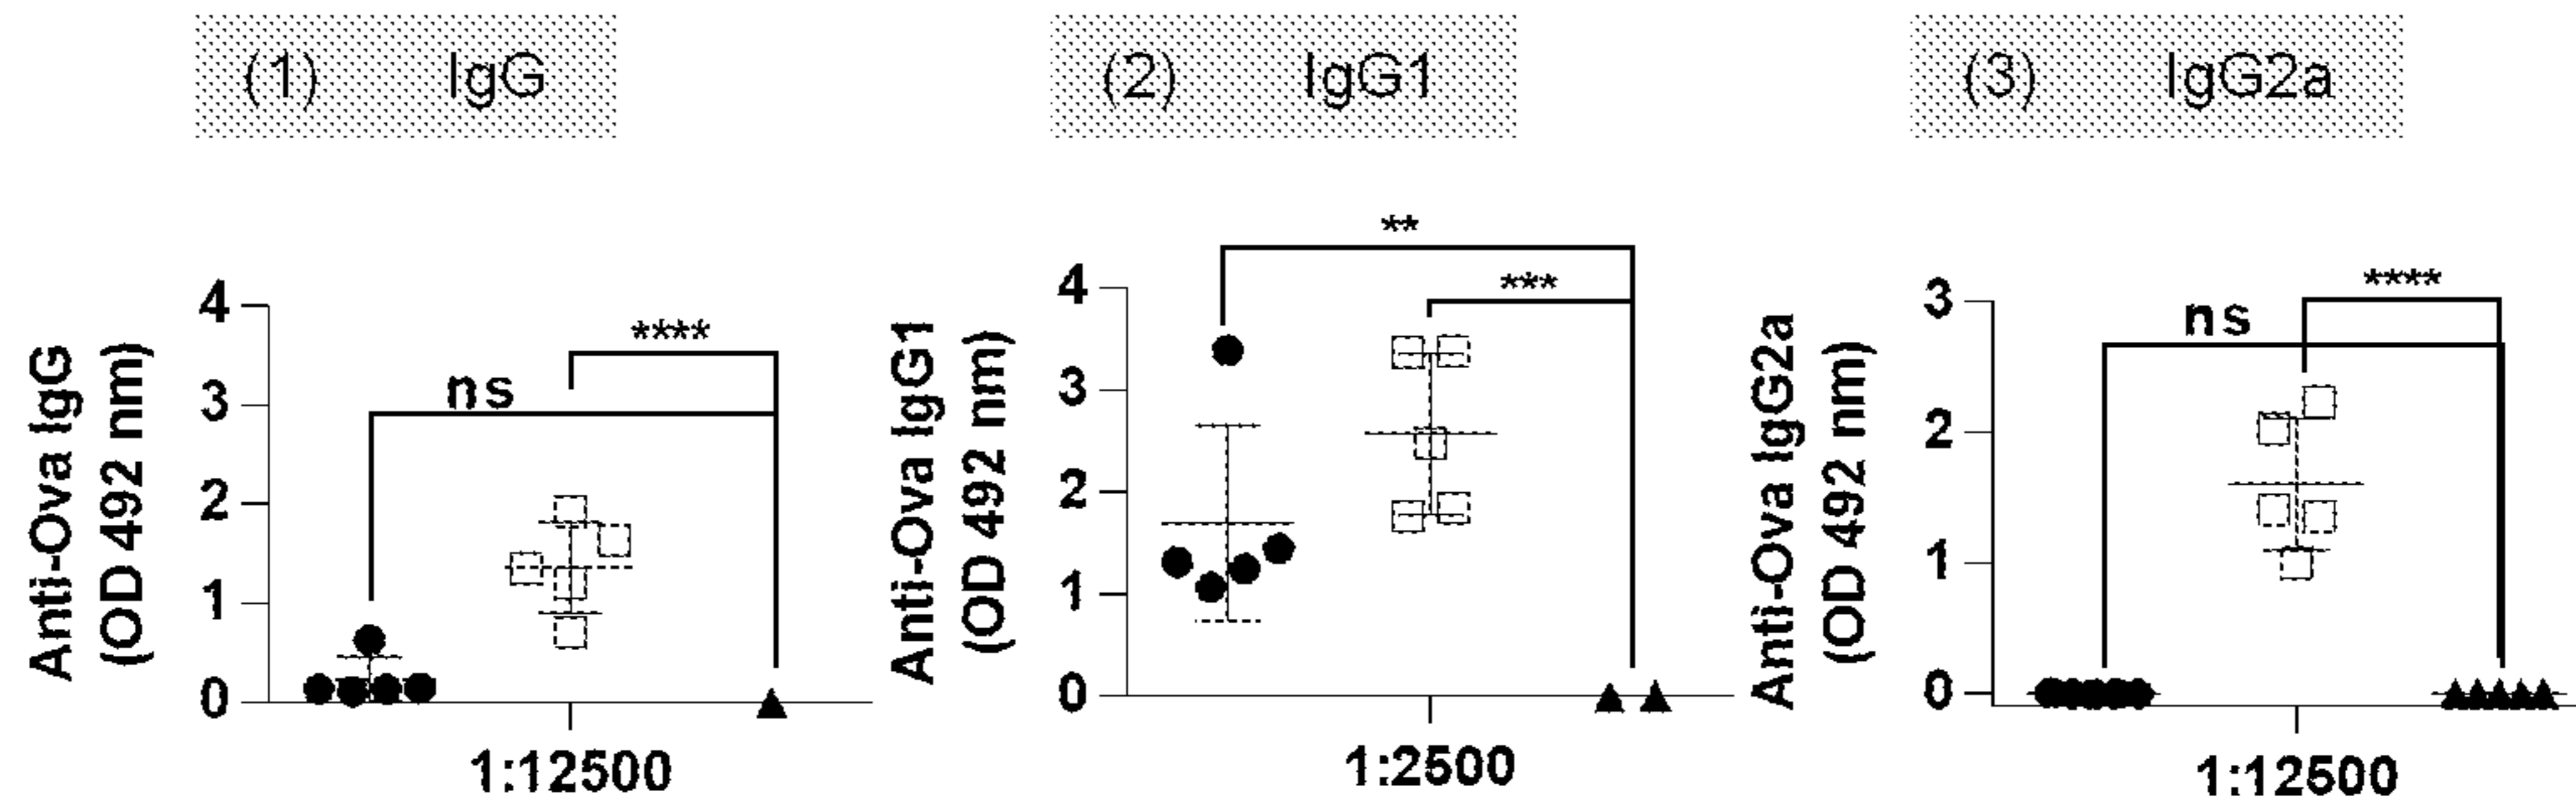 (1) IgG
(2) IgG1
(3) IgG2a
Anti-Ova IgG
(OD 492 nm)
4
3
2
1
0
ns
****
1:12500
Anti-Ova IgG1
(OD 492 nm)
4
3
2
1
0
**
***
1:2500
Anti-Ova IgG2a
(OD 492 nm)
3
2
1
0
ns
****
1:12500